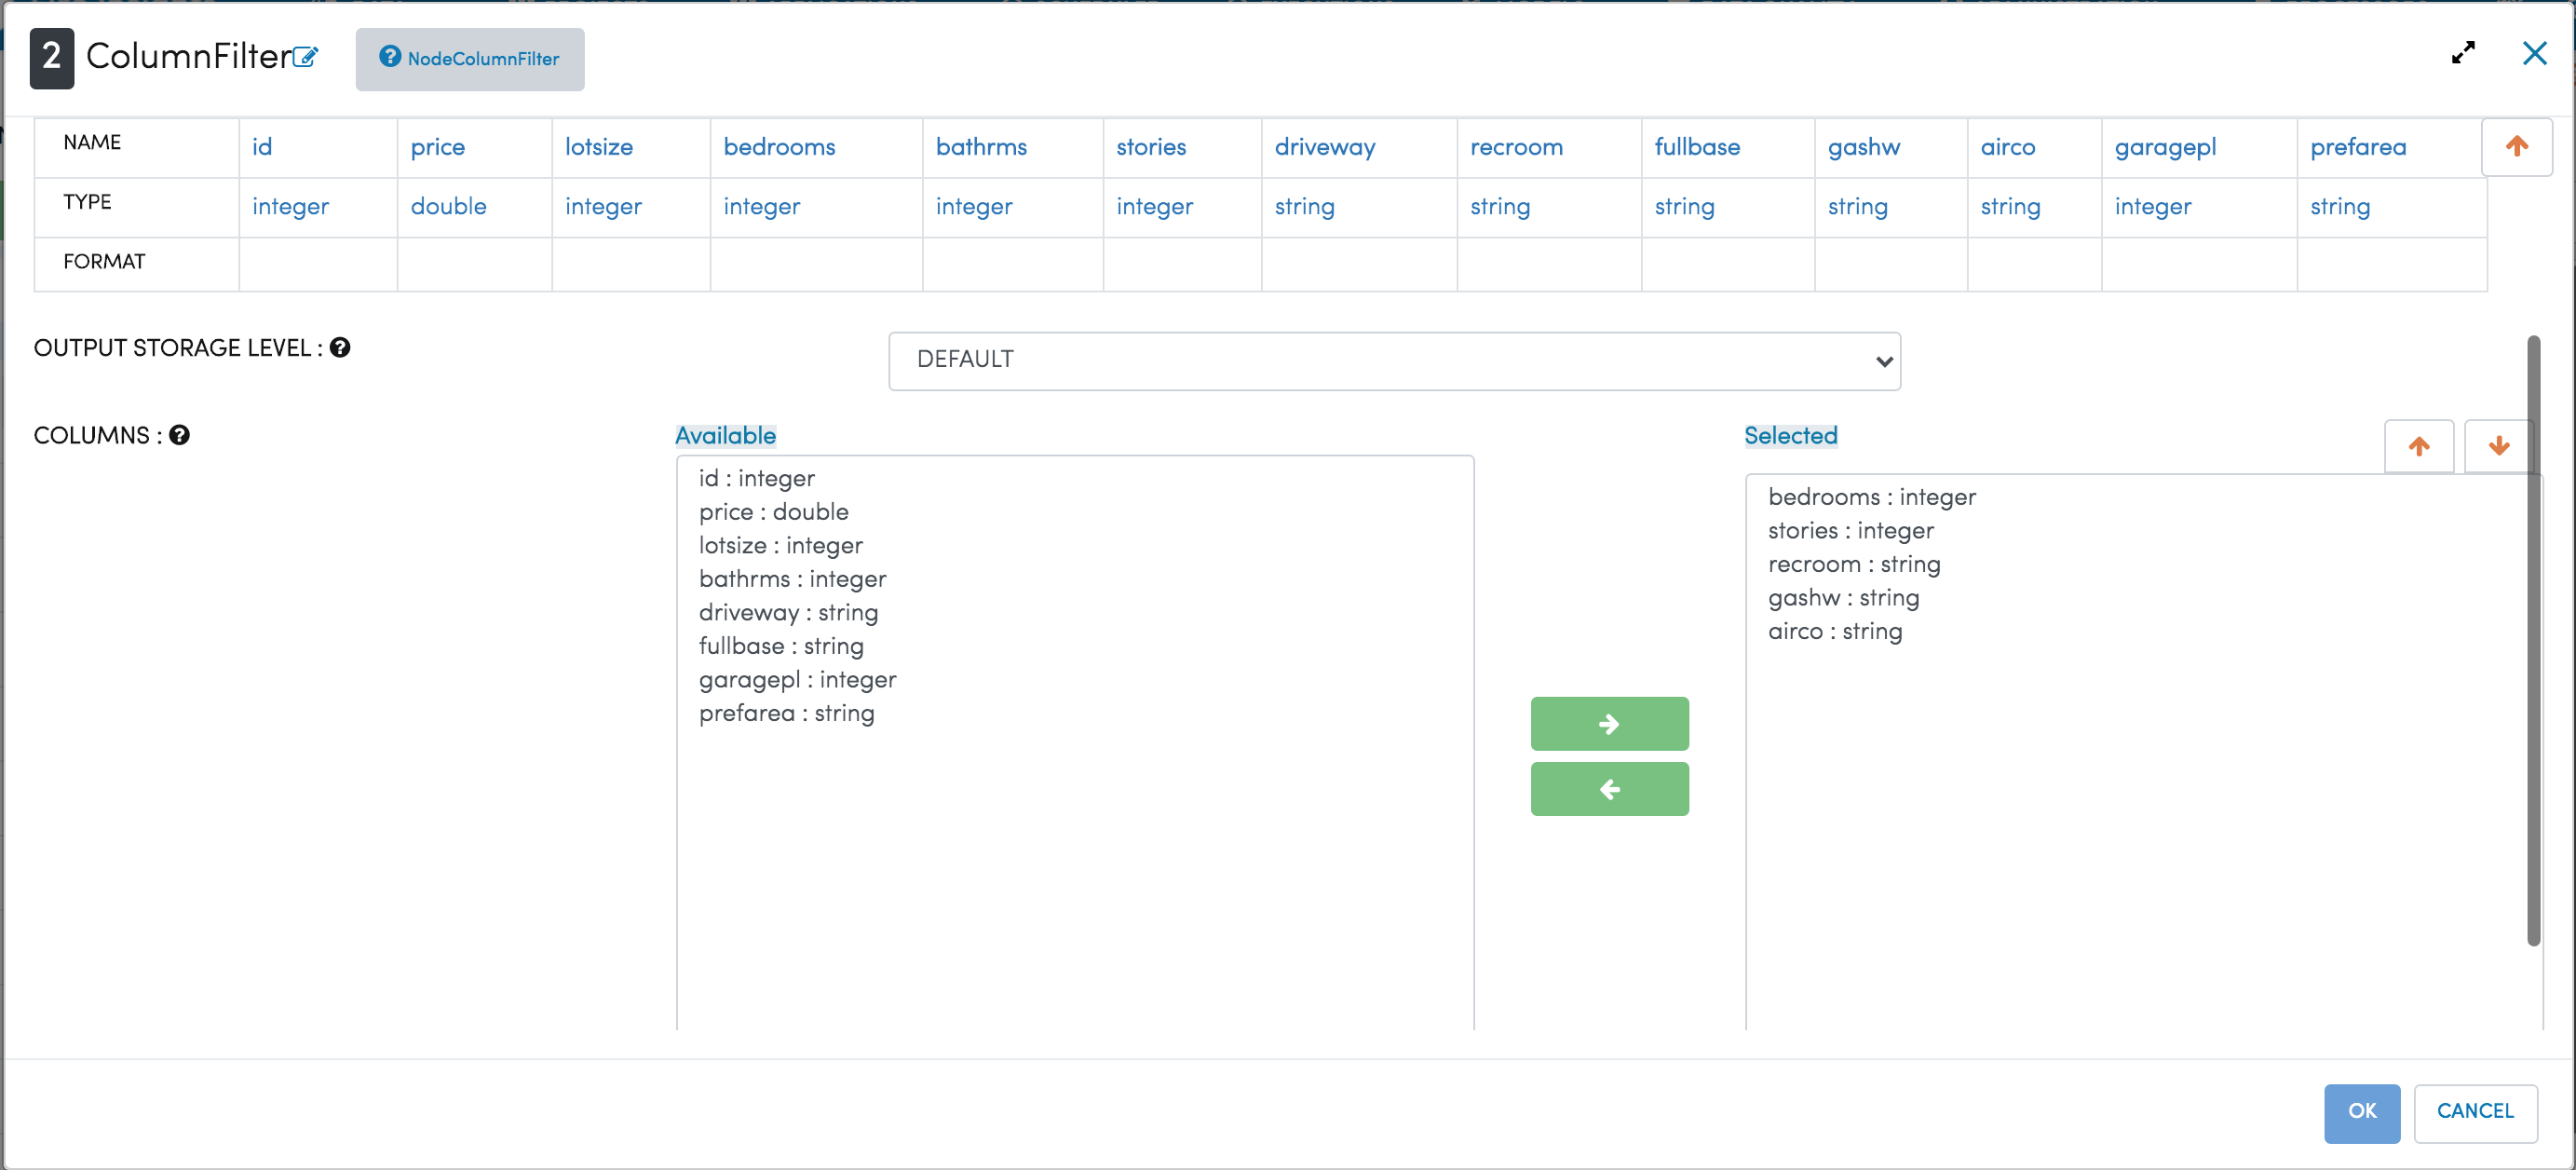 2 ColumnFilter NodeColumnFilter
NAME id price lotsize bedrooms bathrms stories driveway recroom fullbase gashw airco garagepl prefarea
TYPE integer double integer integer integer integer string string string string string integer string
FORMAT
OUTPUT STORAGE LEVEL : DEFAULT
COLUMNS : Available Selected
id : integer
price : double
lotsize : integer
bathrms : integer
driveway : string
fullbase : string
garagepl : integer
prefarea : string
bedrooms : integer
stories : integer
recroom : string
gashw : string
airco : string
OK CANCEL